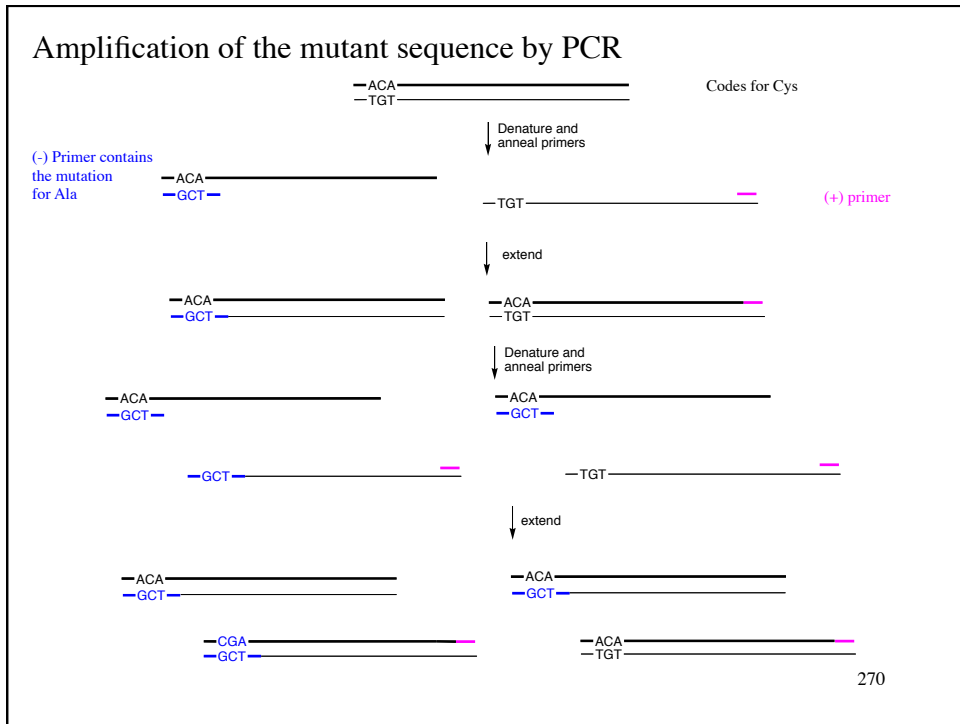 Amplification of the mutant sequence by PCR
ACA
TGT
Codes for Cys
Denature and
anneal primers
(-) Primer contains
the mutation
for Ala
ACA
GCT
TGT
(+) primer
extend
ACA
GCT
ACA
TGT
Denature and
anneal primers
ACA
GCT
ACA
GCT
GCT
TGT
extend
ACA
GCT
ACA
GCT
CGA
GCT
ACA
TGT
270